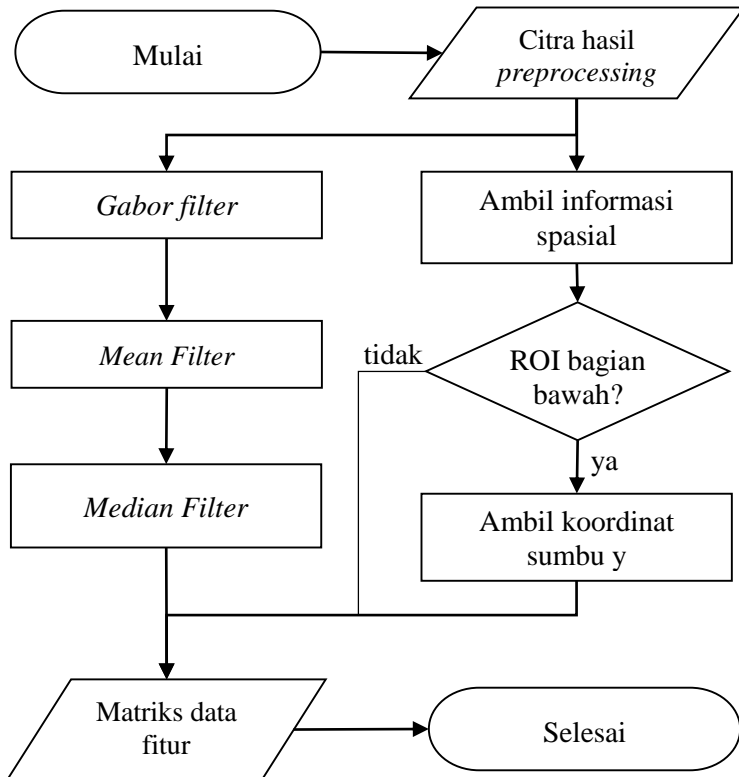 Mulai
Citra hasil
preprocessing
Gabor filter
Ambil informasi
spasial
Mean Filter
tidak
ROI bagian
bawah?
ya
Median Filter
Ambil koordinat
sumbu y
Matriks data
fitur
Selesai